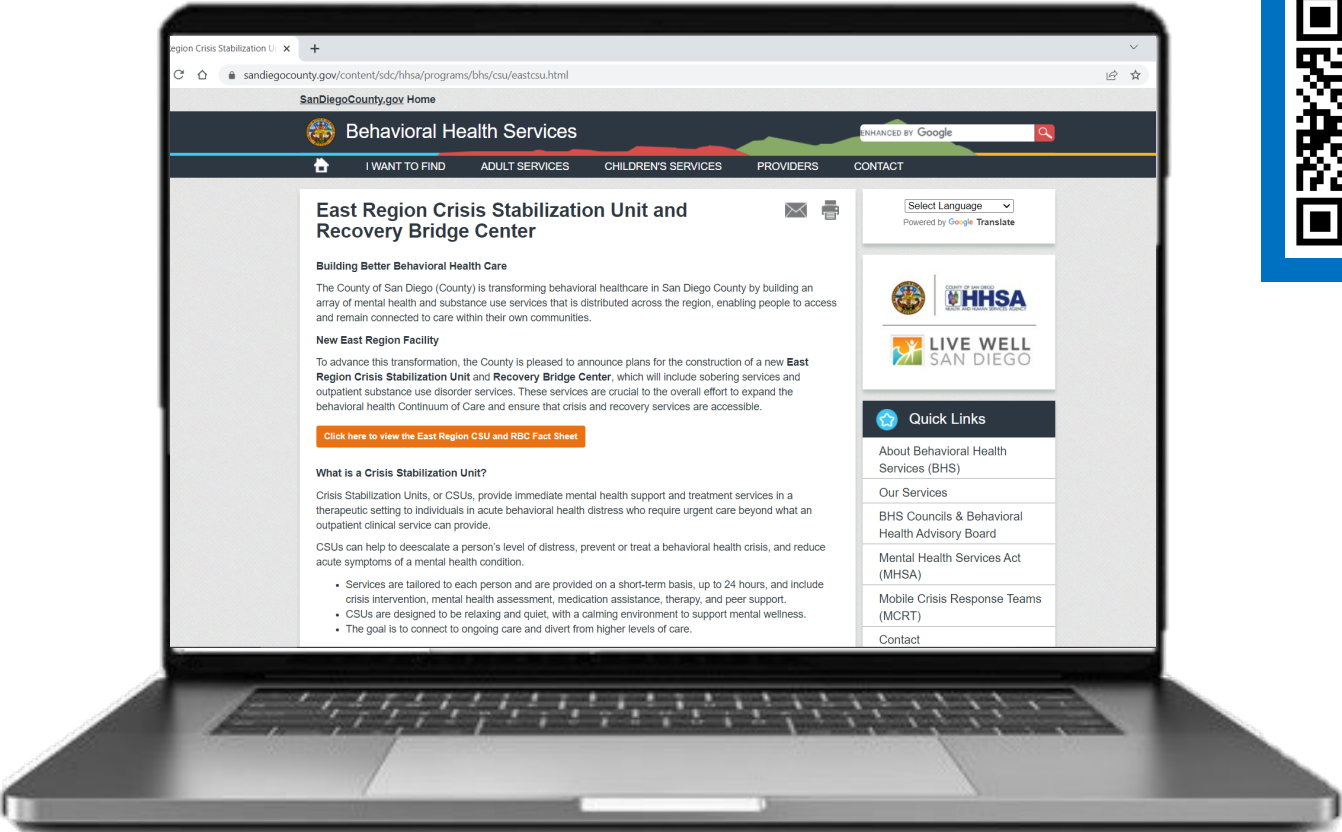 egion Crisis Stabilization U
sandiegocounty.gov/content/sdc/hhsa/programs/bhs/csu/eastcsu.html
SanDiegoCounty.gov Home
Behavioral Health Services
ENHANCED BY Google
I WANT TO FIND ADULT SERVICES CHILDREN'S SERVICES PROVIDERS CONTACT
East Region Crisis Stabilization Unit and
Recovery Bridge Center
Building Better Behavioral Health Care
The County of San Diego (County) is transforming behavioral healthcare in San Diego County by building an
array of mental health and substance use services that is distributed across the region, enabling people to access
and remain connected to care within their own communities.
New East Region Facility
To advance this transformation, the County is pleased to announce plans for the construction of a new East
Region Crisis Stabilization Unit and Recovery Bridge Center, which will include sobering services and
outpatient substance use disorder services. These services are crucial to the overall effort to expand the
behavioral health Continuum of Care and ensure that crisis and recovery services are accessible.
Click here to view the East Region CSU and RBC Fact Sheet
What is a Crisis Stabilization Unit?
Crisis Stabilization Units, or CSUs, provide immediate mental health support and treatment services in a
therapeutic setting to individuals in acute behavioral health distress who require urgent care beyond what an
outpatient clinical service can provide.
CSUs can help to deescalate a person's level of distress, prevent or treat a behavioral health crisis, and reduce
acute symptoms of a mental health condition.
• Services are tailored to each person and are provided on a short-term basis, up to 24 hours, and include
crisis intervention, mental health assessment, medication assistance, therapy, and peer support.
• CSUs are designed to be relaxing and quiet, with a calming environment to support mental wellness.
• The goal is to connect to ongoing care and divert from higher levels of care.
Select Language
Powered by Google Translate
COUNTY OF SAN DIEGO
HHSA
HEALTH AND HUMAN SERVICES AGENCY
LIVE WELL
SAN DIEGO
Quick Links
About Behavioral Health
Services (BHS)
Our Services
BHS Councils & Behavioral
Health Advisory Board
Mental Health Services Act
(MHSA)
Mobile Crisis Response Teams
(MCRT)
Contact